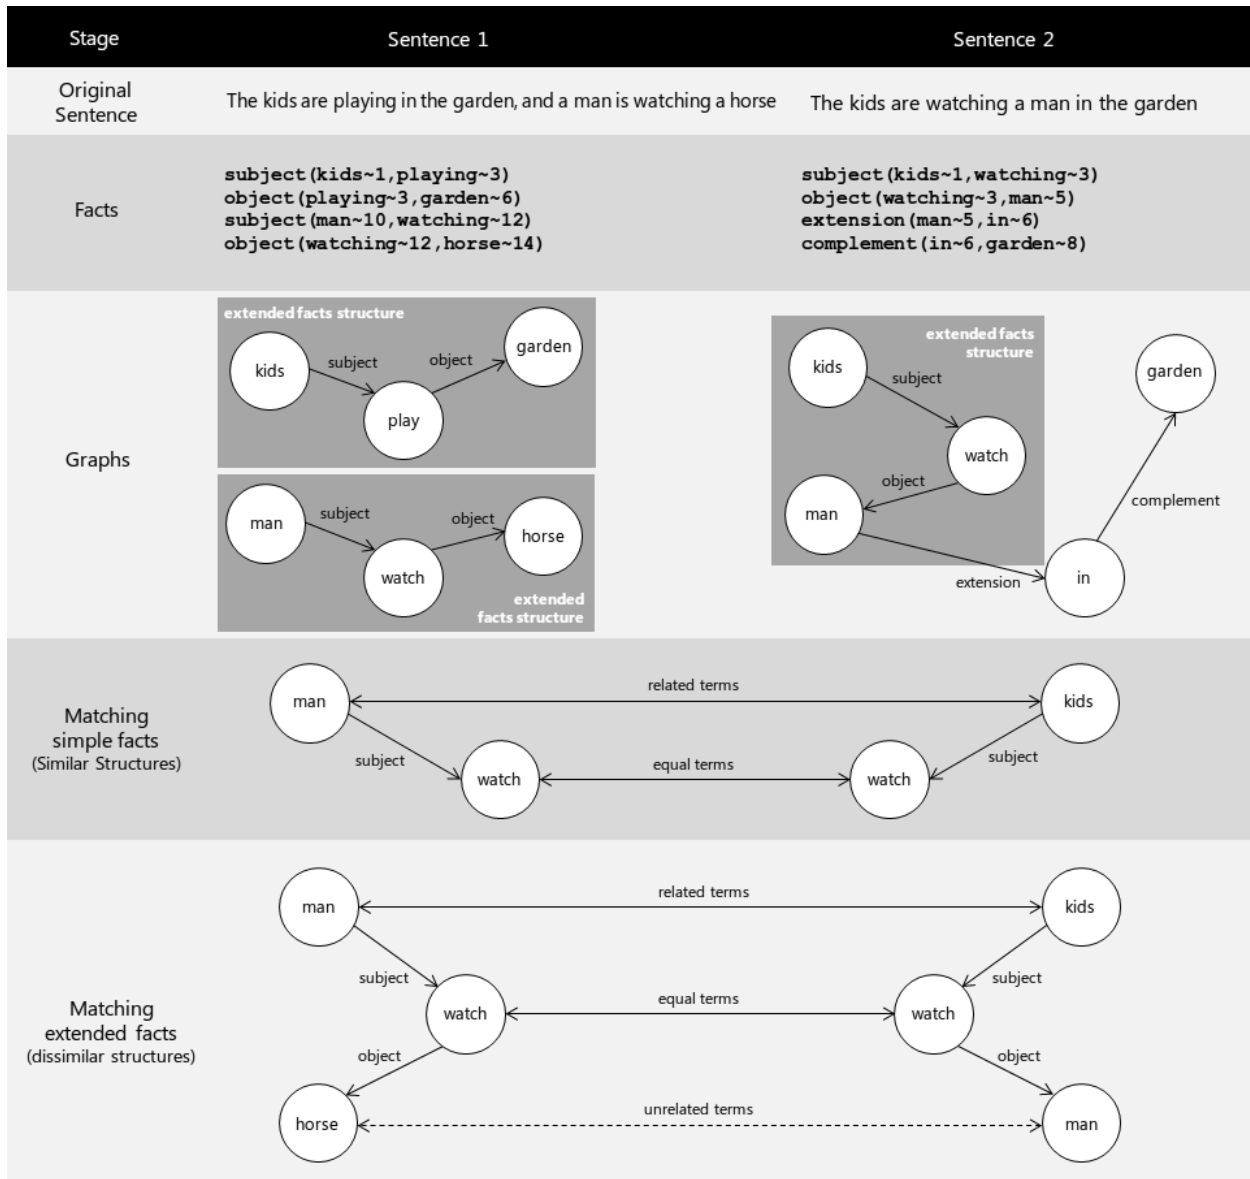 Stage
Sentence 1
Sentence 2
Original
Sentence
The kids are playing in the garden, and a man is watching a horse
The kids are watching a man in the garden
Facts
subject(kids~1,playing~3)
object(playing~3,garden~6)
subject(man~10,watching~12)
object(watching~12,horse~14)
subject(kids~1,watching~3)
object(watching~3,man~5)
extension(man~5,in~6)
complement(in~6,garden~8)
Graphs
extended facts structure
kids
subject
play
object
garden
man
subject
watch
object
horse
extended
facts structure
extended facts
structure
kids
subject
watch
object
man
extension
in
complement
garden
Matching
simple facts
(Similar Structures)
man
related terms
kids
subject
subject
watch
equal terms
watch
Matching
extended facts
(dissimilar structures)
man
related terms
kids
subject
subject
watch
equal terms
watch
object
object
horse
unrelated terms
man